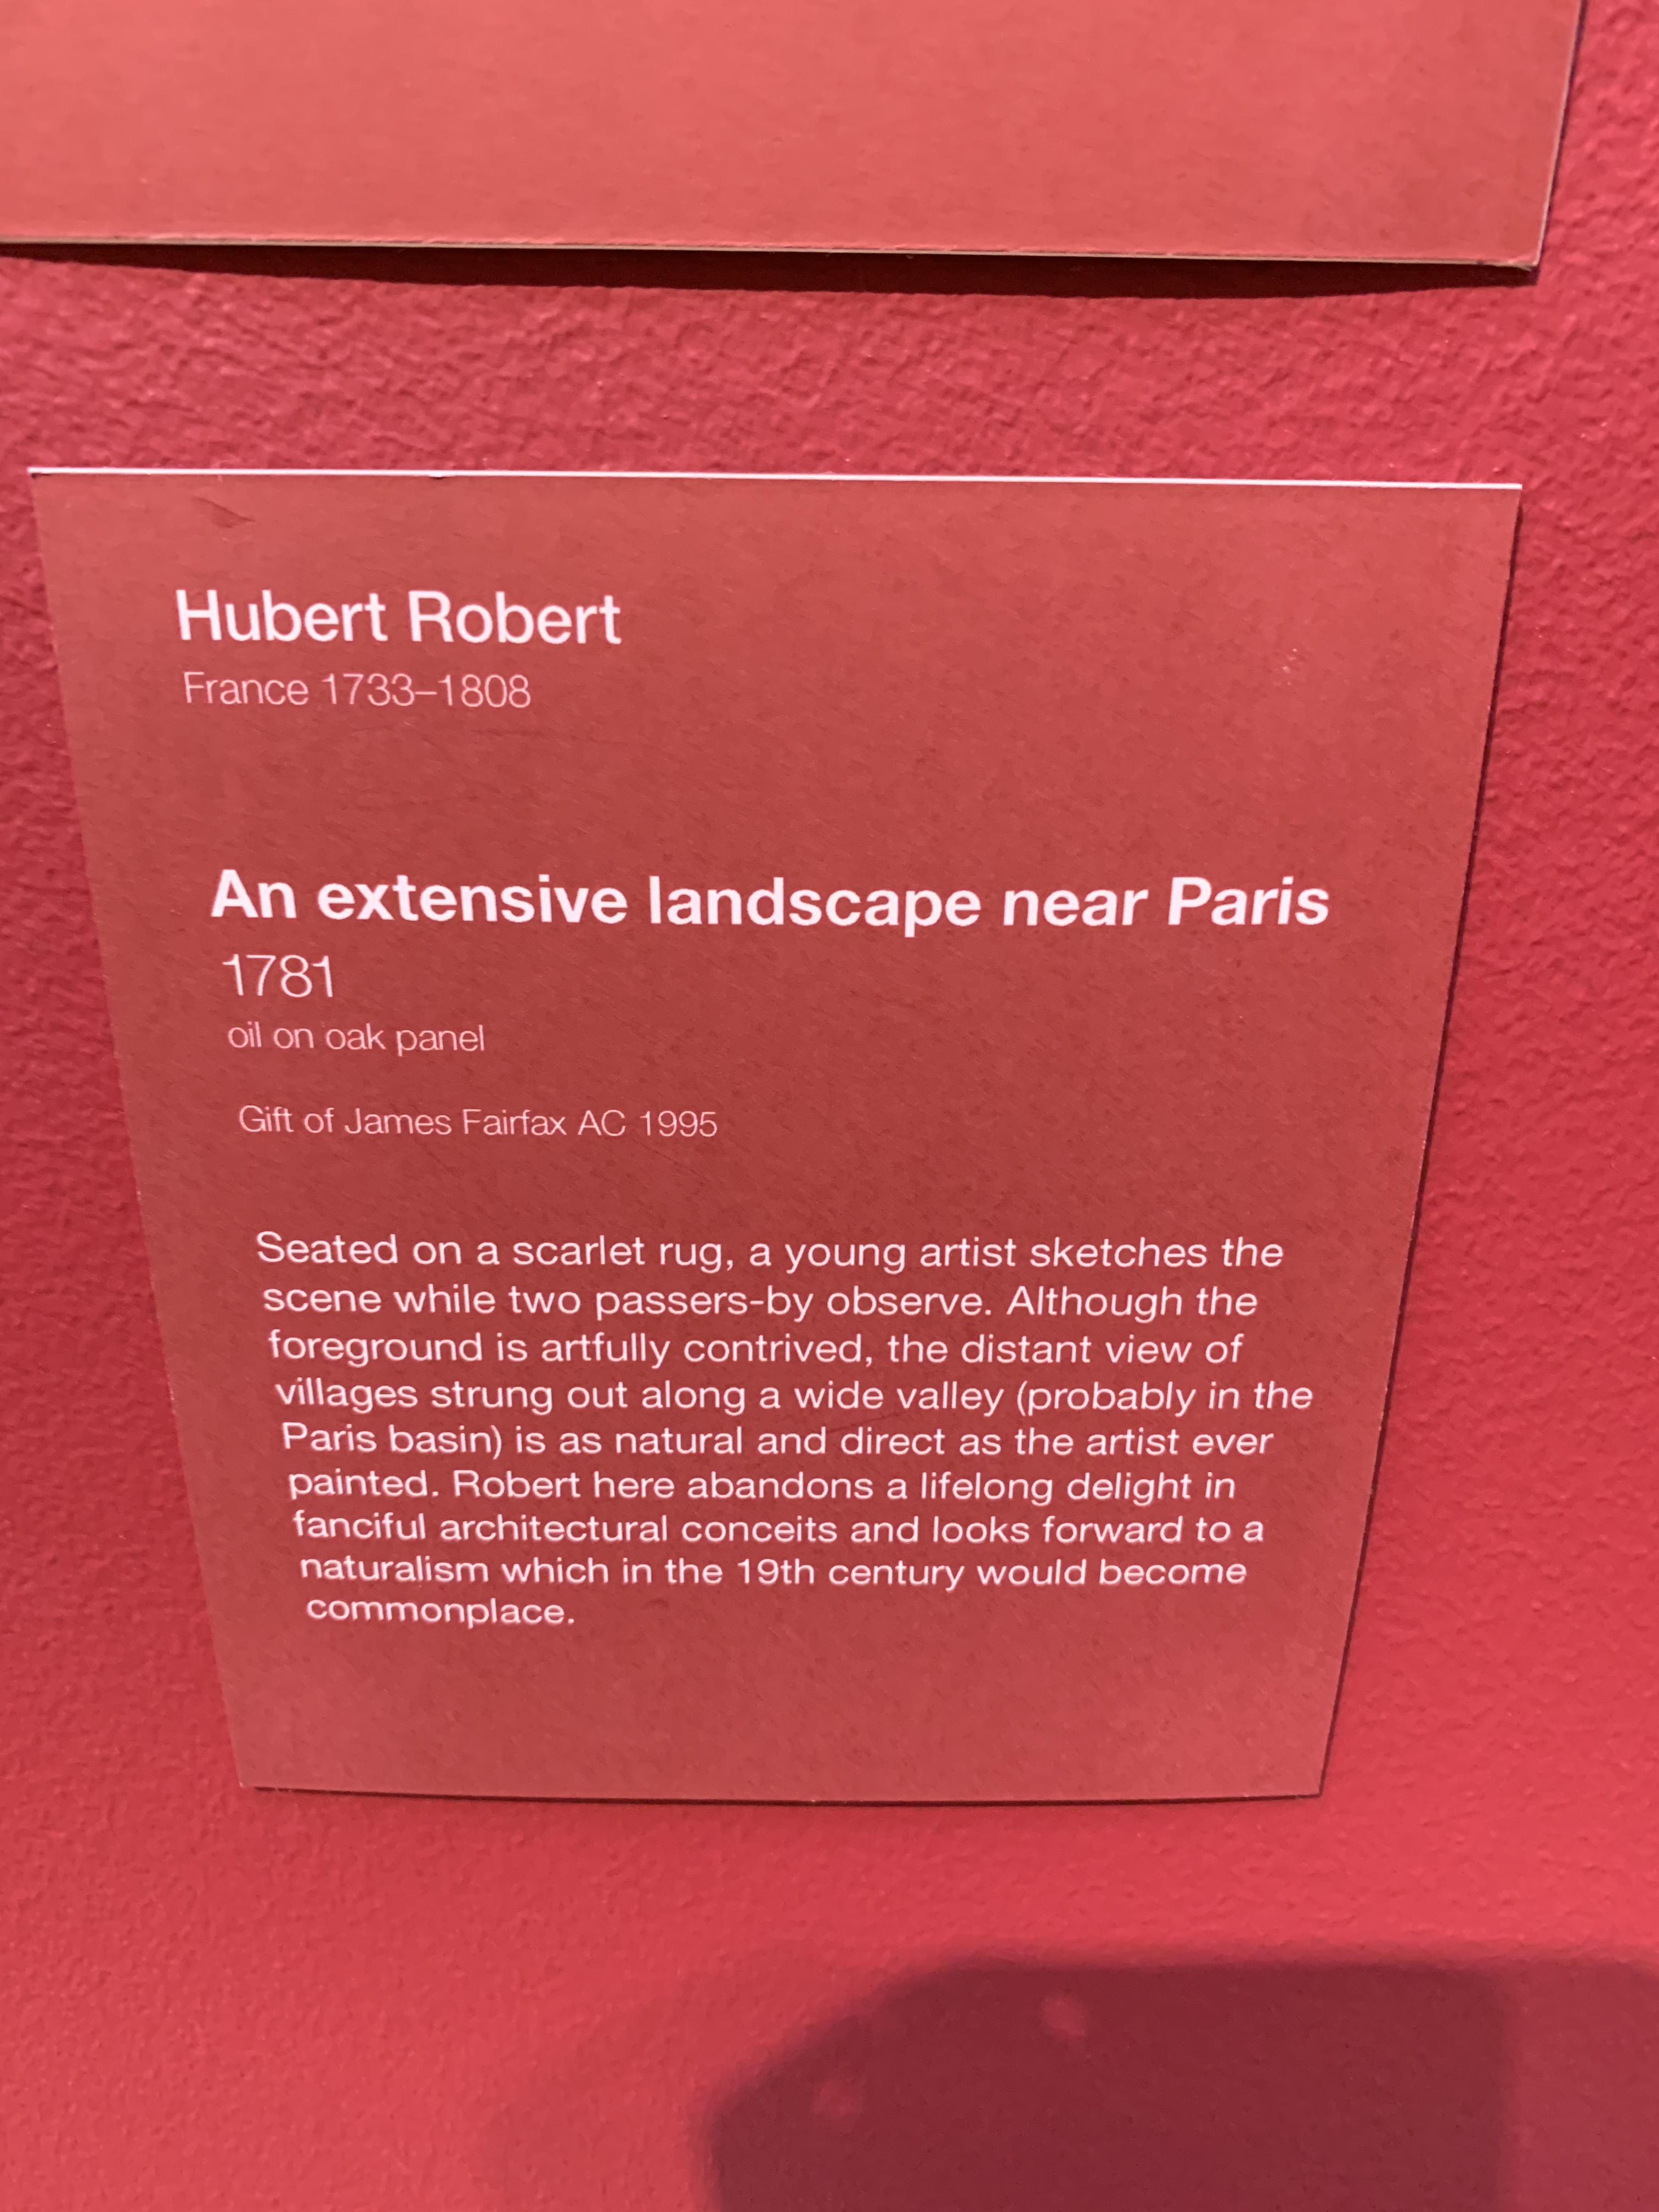 Hubert Robert
France 1733–1808
An extensive landscape near Paris
1781
oil on oak panel
Gift of James Fairfax AC 1995
Seated on a scarlet rug, a young artist sketches the
scene while two passers-by observe. Although the
foreground is artfully contrived, the distant view of
villages strung out along a wide valley (probably in the
Paris basin) is as natural and direct as the artist ever
painted. Robert here abandons a lifelong delight in
fanciful architectural conceits and looks forward to a
naturalism which in the 19th century would become
commonplace.